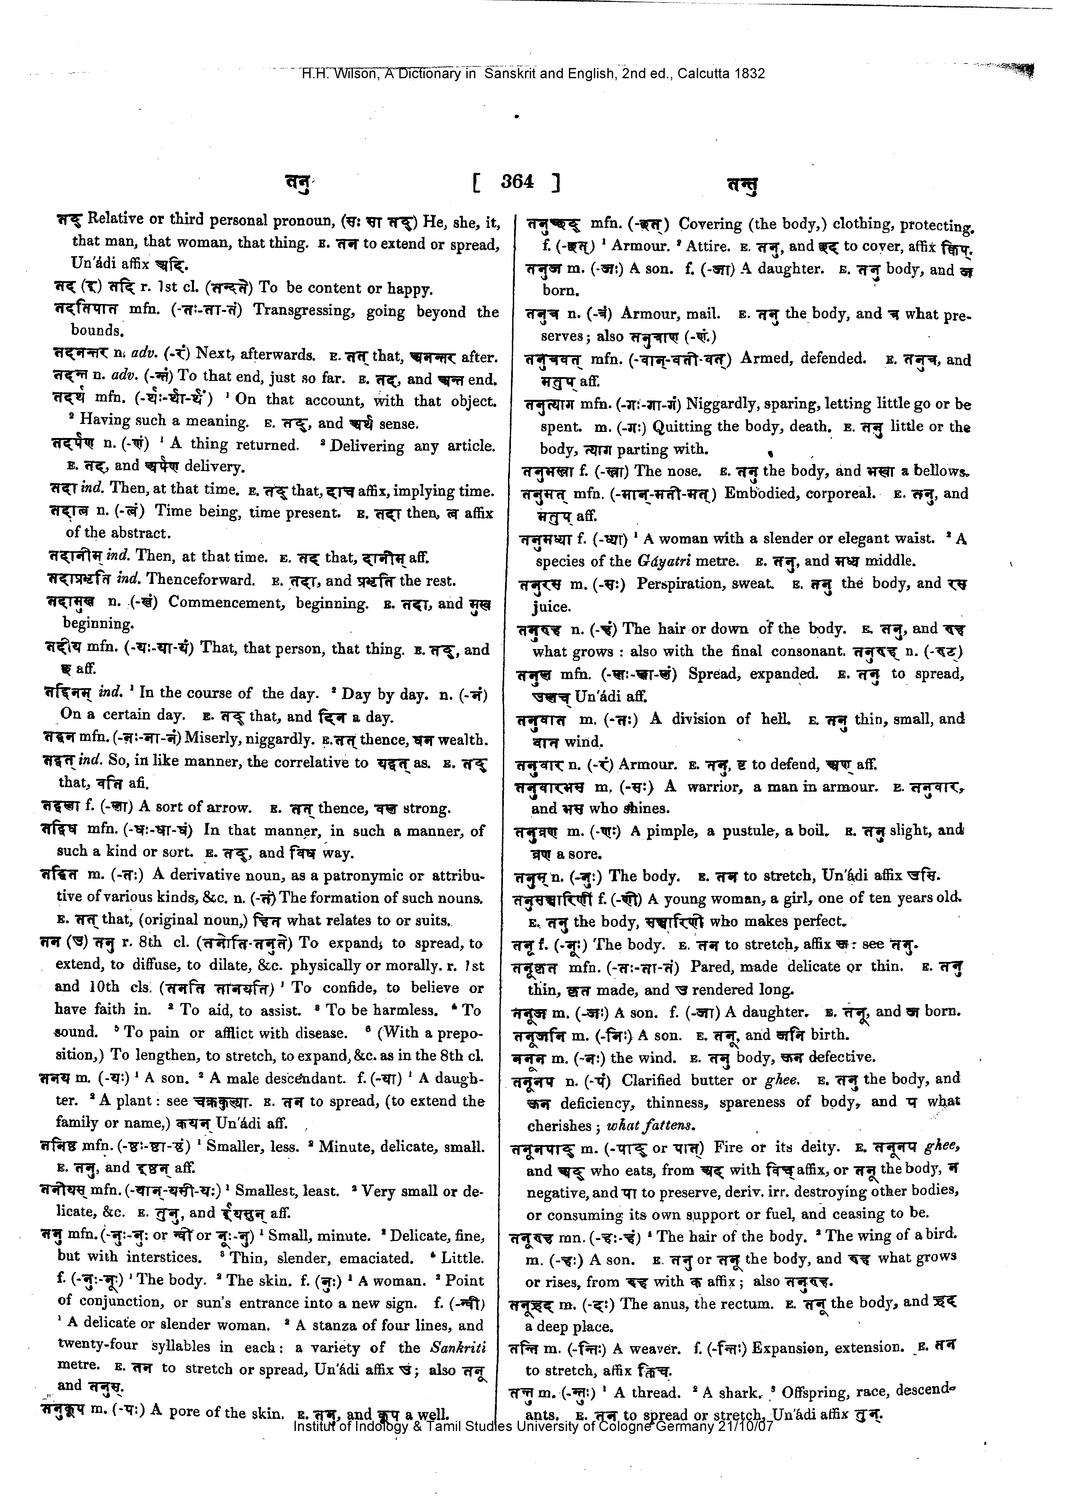 H.H. Wilson, A Dictionary in Sanskrit and English, 2nd ed., Calcutta 1832
तनु [ 364 ] तन्तु
तद् Relative or third personal pronoun, (सः सा तद्) He, she, it,
that man, that woman, that thing. E. तन to extend or spread,
Un'ádi affix अदि.
तद (इ) तदि r. 1st cl. (तन्दते) To be content or happy.
तदतिपात mfn. (-तः-ता-तं) Transgressing, going beyond the
bounds.
तदनन्तर n. adv. (-रं) Next, afterwards. E. तत् that, अनन्तर after.
तदन्त n. adv. (-न्तं) To that end, just so far. E. तद्, and अन्त end.
तदर्थ mfn. (-र्थः-र्था-र्थं) ¹ On that account, with that object.
² Having such a meaning. E. तद्, and अर्थ sense.
तदर्पण n. (-णं) ¹ A thing returned. ² Delivering any article.
E. तद्, and अर्पण delivery.
तदा ind. Then, at that time. E. तद् that, दाच affix, implying time.
तदात्व n. (-त्वं) Time being, time present. E. तदा then, त्व affix
of the abstract.
तदानीम् ind. Then, at that time. E. तद् that, दानीम् aff.
तदाप्रभृति ind. Thenceforward. E. तदा, and प्रभृति the rest.
तदामुख n. (-खं) Commencement, beginning. E. तदा, and मुख
beginning.
तदीय mfn. (-यः-या-यं) That, that person, that thing. E. तद्, and
छ aff.
तद्दिनम् ind. ¹ In the course of the day. ² Day by day. n. (-नं)
On a certain day. E. तद् that, and दिन a day.
तद्धन mfn. (-नः-ना-नं) Miserly, niggardly. E. तत् thence, धन wealth.
तद्वत् ind. So, in like manner, the correlative to यद्वत् as. E. तद्
that, वति afi.
तद्वला f. (-ला) A sort of arrow. E. तत् thence, वल strong.
तद्विध mfn. (-धः-धा-धं) In that manner, in such a manner, of
such a kind or sort. E. तद्, and विध way.
तद्धित m. (-तः) A derivative noun, as a patronymic or attribu-
tive of various kinds, &c. n. (-तं) The formation of such nouns.
E. तत् that, (original noun,) हित what relates to or suits.
तन (उ) तनु r. 8th cl. (तनोति-तनुते) To expand, to spread, to
extend, to diffuse, to dilate, &c. physically or morally. r. 1st
and 10th cls. (तनति तानयति) ¹ To confide, to believe or
have faith in. ² To aid, to assist. ³ To be harmless. ⁴ To
sound. ⁵ To pain or afflict with disease. ⁶ (With a prepo-
sition,) To lengthen, to stretch, to expand, &c. as in the 8th cl.
तनय m. (-यः) ¹ A son. ² A male descendant. f. (-या) ¹ A daugh-
ter. ² A plant : see चक्रकुल्या. E. तन to spread, (to extend the
family or name,) कयन् Un'ádi aff.
तनिष्ठ mfn. (-ष्ठः-ष्ठा-ष्ठं) ¹ Smaller, less. ² Minute, delicate, small.
E. तनु, and इष्ठन् aff.
तनीयस् mfn. (-यान्-यसी-यः) ¹ Smallest, least. ² Very small or de-
licate, &c. E. तुनु, and ईयसुन् aff.
तनु mfn. (-नुः-नुः or न्वी or नूः-नु) ¹ Small, minute. ² Delicate, fine,
but with interstices. ³ Thin, slender, emaciated. ⁴ Little.
f. (-नुः-नूः) ¹ The body. ² The skin. f. (नुः) ¹ A woman. ² Point
of conjunction, or sun's entrance into a new sign. f. (-न्वी)
¹ A delicate or slender woman. ² A stanza of four lines, and
twenty-four syllables in each : a variety of the Sankriti
metre. E. तन to stretch or spread, Un'ádi affix उं; also तनू
and तनुस्.
तनुकूप m. (-पः) A pore of the skin. E. तनु, and कूप a well.
तनुच्छद् mfn. (-छत्) Covering (the body,) clothing, protecting.
f. (-छत्) ¹ Armour. ² Attire. E. तनु, and छद to cover, affix क्विप्.
तनुज m. (-जः) A son. f. (-जा) A daughter. E. तनु body, and ज
born.
तनुत्र n. (-त्रं) Armour, mail. E. तनु the body, and त्र what pre-
serves; also तनुत्राण (-णं.)
तनुत्रवत् mfn. (-वान्-वती-वत्) Armed, defended. E. तनुत्र, and
मतुप् aff.
तनुत्याग mfn. (-गः-गा-गं) Niggardly, sparing, letting little go or be
spent. m. (-गः) Quitting the body, death. E. तनु little or the
body, त्याग parting with.
तनुभस्त्रा f. (-स्त्रा) The nose. E. तनु the body, and भस्त्रा a bellows.
तनुमत् mfn. (-मान्-मती-मत्) Embodied, corporeal. E. तनु, and
मतुप् aff.
तनुमध्या f. (-ध्या) ¹ A woman with a slender or elegant waist. ² A
species of the Gáyatri metre. E. तनु, and मध्य middle.
तनुरस m. (-सः) Perspiration, sweat. E. तनु the body, and रस
juice.
तनुरुह n. (-हं) The hair or down of the body. E. तनु, and रुह
what grows : also with the final consonant. तनुरुह् n. (-रुट्)
तनुल mfn. (-लः-ला-लं) Spread, expanded. E. तनु to spread,
उलच् Un'ádi aff.
तनुवात m. (-तः) A division of hell. E. तनु thin, small, and
वात wind.
तनुवार n. (-रं) Armour. E. तनु, वृ to defend, अण् aff.
तनुवारभस m. (-सः) A warrior, a man in armour. E. तनुवार,
and भस who shines.
तनुव्रण m. (-णः) A pimple, a pustule, a boil. E. तनु slight, and
व्रण a sore.
तनुस् n. (-नुः) The body. E. तन to stretch, Un'ádi affix उसि.
तनुसञ्चारिणी f. (-णी) A young woman, a girl, one of ten years old.
E. तनु the body, सञ्चारिणी who makes perfect.
तनू f. (-नूः) The body. E. तन to stretch, affix ऊः see तनु.
तनूकृत mfn. (-तः-ता-तं) Pared, made delicate or thin. E. तनु
thin, कृत made, and उ rendered long.
तनूज m. (-जः) A son. f. (-जा) A daughter. E. तनू, and ज born.
तनूजनि m. (-निः) A son. E. तनू, and जनि birth.
तनून m. (-नः) the wind. E. तनु body, ऊन defective.
तनूनप n. (-पं) Clarified butter or ghee. E. तनु the body, and
ऊन deficiency, thinness, spareness of body, and प what
cherishes; what fattens.
तनूनपाद् m. (-पाद् or पात्) Fire or its deity. E. तनूनप ghee,
and अद् who eats, from अद् with विच् affix, or तनू the body, न
negative, and पा to preserve, deriv. irr. destroying other bodies,
or consuming its own support or fuel, and ceasing to be.
तनूरुह mn. (-हः-हं) ¹ The hair of the body. ² The wing of a bird.
m. (-हः) A son. E. तनु or तनू the body, and रुह what grows
or rises, from रुह with क affix; also तनुरुह.
तनूह्रद m. (-दः) The anus, the rectum. E. तनू the body, and ह्रद
a deep place.
तन्ति m. (-न्तिः) A weaver. f. (-न्तिः) Expansion, extension. E. तन
to stretch, affix क्तिच्.
तन्तु m. (-न्तुः) ¹ A thread. ² A shark. ³ Offspring, race, descend-
ants. E. तन to spread or stretch, Un'ádi affix तुन्.
Institut of Indology & Tamil Studies University of Cologne Germany 21/10/07